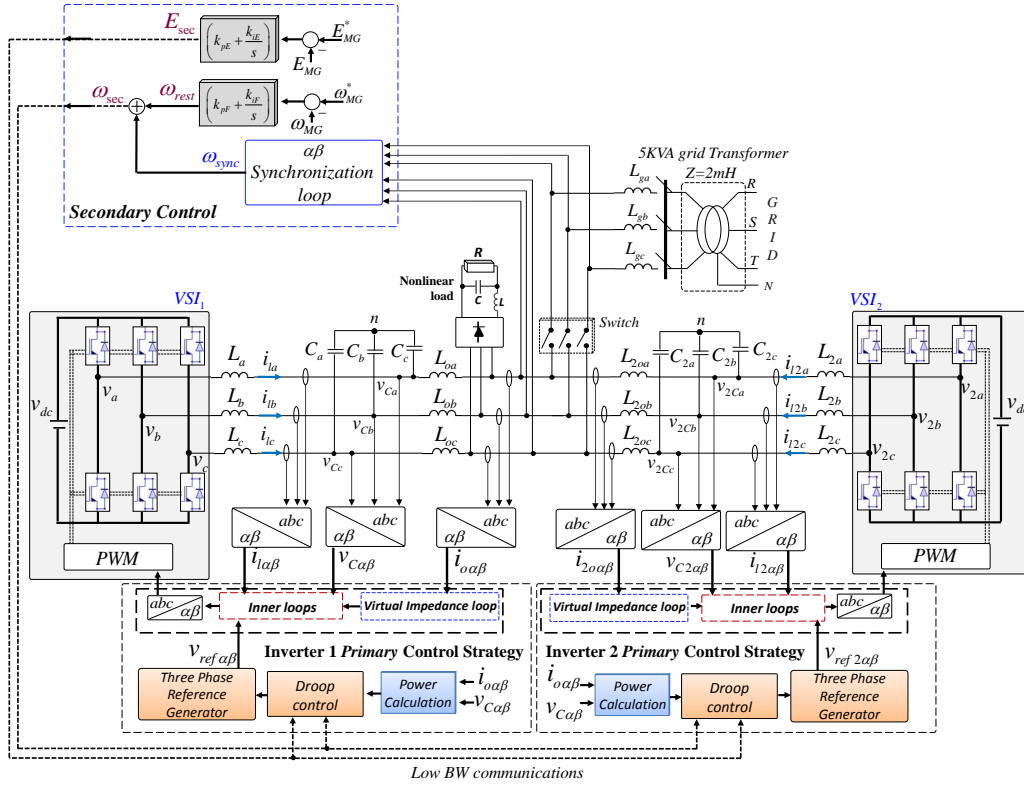 E_sec
(k_pE + k_iE/s)
E*_MG
−
E_MG
ω_sec
ω_rest
(k_pF + k_iF/s)
ω*_MG
−
ω_MG
ω_sync
αβ
Synchronization
loop
Secondary Control
5KVA grid Transformer
Z=2mH
L_ga
L_gb
L_gc
R
S
T
N
G
R
I
D
R
C
L
Nonlinear
load
Switch
VSI_1
VSI_2
n
C_a
C_b
C_c
n
C_2a
C_2b
C_2c
L_a
i_la
L_oa
L_2oa
i_l2a
L_2a
v_a
v_Ca
v_2Ca
v_2a
v_dc
v_dc
L_b
i_lb
L_ob
L_2ob
i_l2b
L_2b
v_b
v_Cb
v_2Cb
v_2b
L_c
i_lc
L_oc
L_2oc
i_l2c
L_2c
v_c
v_Cc
v_2Cc
v_2c
abc
αβ
abc
αβ
abc
αβ
abc
αβ
abc
αβ
abc
αβ
PWM
PWM
i_lαβ
v_Cαβ
i_oαβ
i_2oαβ
v_C2αβ
i_l2αβ
abc
αβ
Inner loops
Virtual Impedance loop
Virtual Impedance loop
Inner loops
abc
αβ
Inverter 1 Primary Control Strategy
Inverter 2 Primary Control Strategy
v_ref αβ
v_ref 2αβ
Three Phase
Reference
Generator
Droop
control
Power
Calculation
i_oαβ
v_Cαβ
i_oαβ
v_Cαβ
Power
Calculation
Droop
control
Three Phase
Reference
Generator
Low BW communications